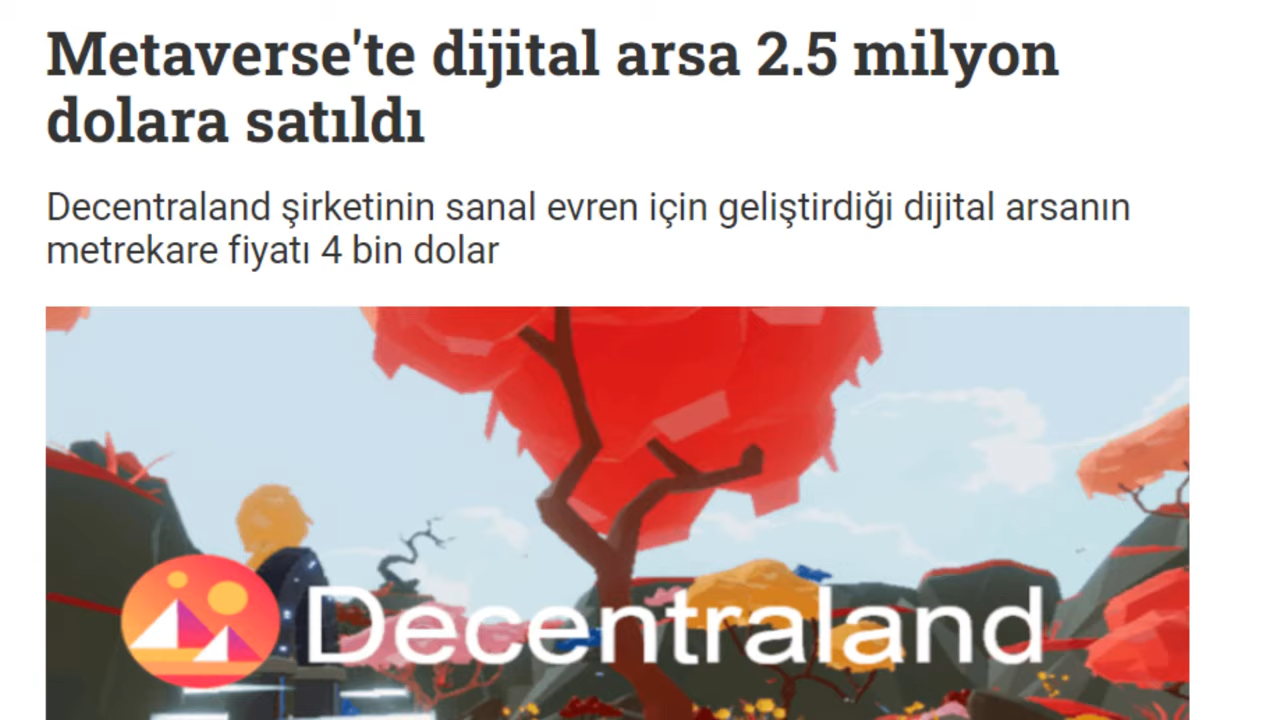 Metaverse'te dijital arsa 2.5 milyon
dolara satıldı
Decentraland şirketinin sanal evren için geliştirdiği dijital arsanın
metrekare fiyatı 4 bin dolar
Decentraland